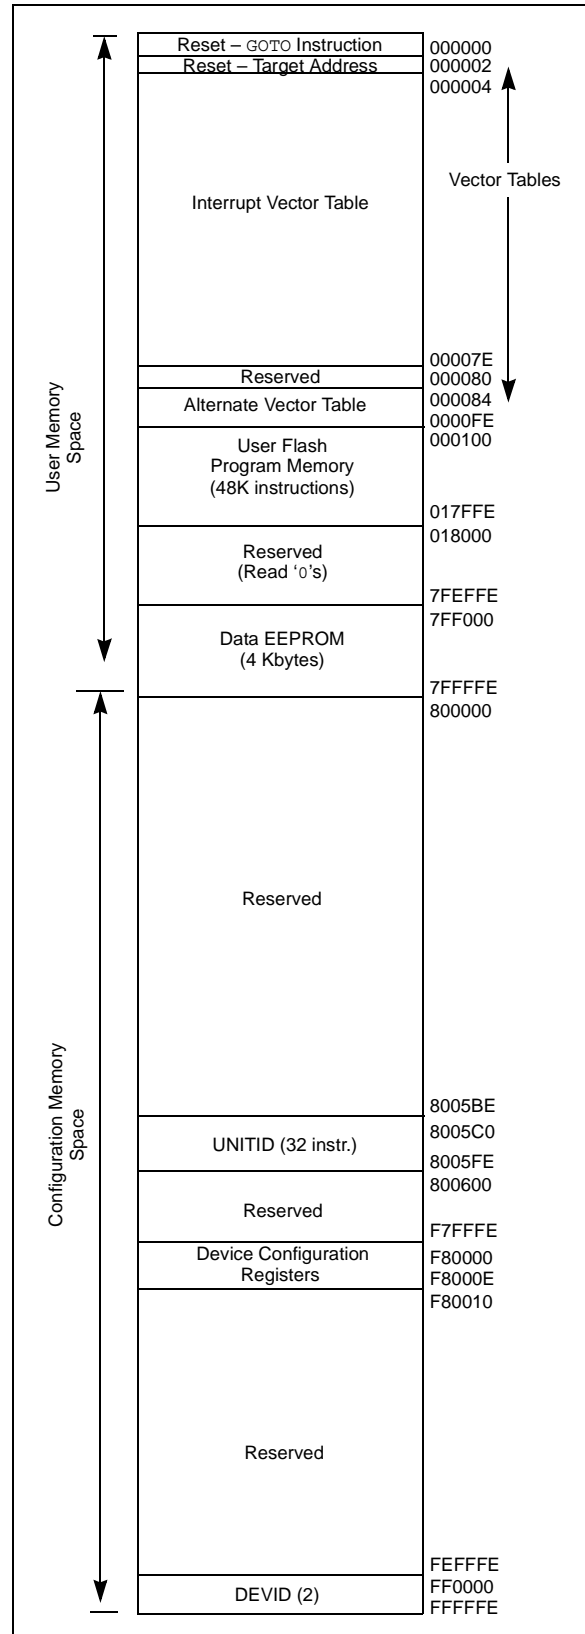 Reset – GOTO Instruction
000000
Reset – Target Address
000002
000004
Vector Tables
Interrupt Vector Table
00007E
Reserved
000080
Alternate Vector Table
000084
0000FE
User Memory
Space
User Flash
Program Memory
(48K instructions)
000100
017FFE
018000
Reserved
(Read ‘0’s)
7FEFFE
7FF000
Data EEPROM
(4 Kbytes)
7FFFFE
800000
Reserved
Configuration Memory
Space
8005BE
8005C0
UNITID (32 instr.)
8005FE
800600
Reserved
F7FFFE
Device Configuration
Registers
F80000
F8000E
F80010
Reserved
FEFFFE
FF0000
DEVID (2)
FFFFFE